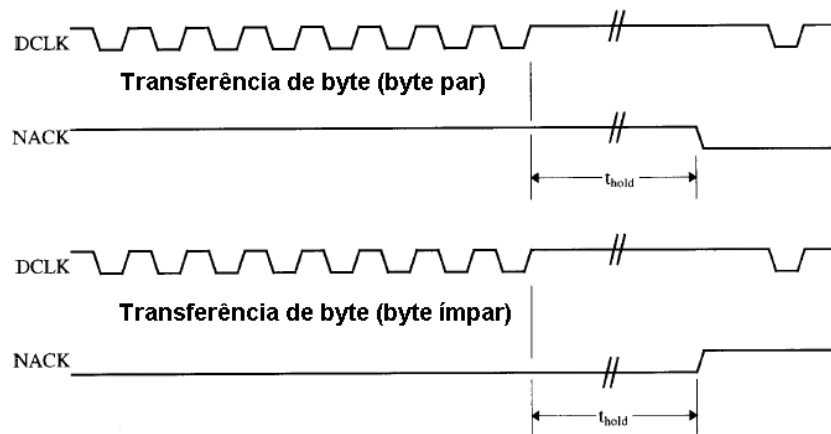 DCLK
Transferência de byte (byte par)
NACK
thold
DCLK
Transferência de byte (byte ímpar)
NACK
thold